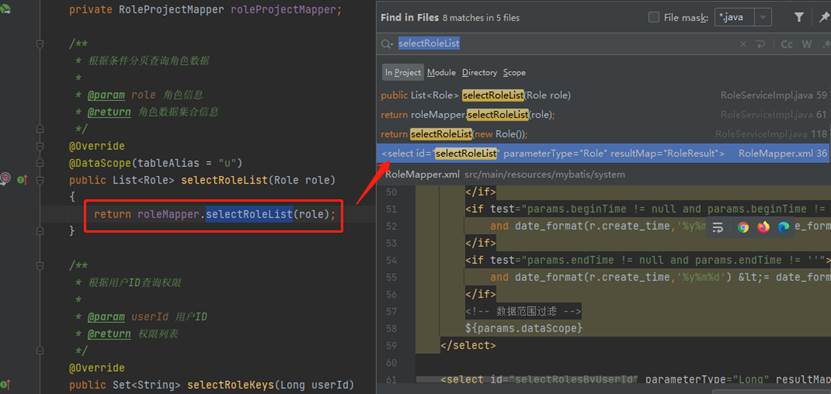 private RoleProjectMapper roleProjectMapper;
/**
 * 根据条件分页查询角色数据
 *
 * @param role 角色信息
 * @return 角色数据集合信息
 */
@Override
@DataScope(tableAlias = "u")
public List<Role> selectRoleList(Role role)
{
return roleMapper.selectRoleList(role);
}
/**
 * 根据用户ID查询权限
 *
 * @param userId 用户ID
 * @return 权限列表
 */
@Override
public Set<String> selectRoleKeys(Long userId)
Find in Files 8 matches in 5 files
File mask: *.java
selectRoleList
Cc W .*
In Project Module Directory Scope
public List<Role> selectRoleList(Role role) RoleServiceImpl.java 59
return roleMapper.selectRoleList(role); RoleServiceImpl.java 61
return selectRoleList(new Role());
<select id="selectRoleList" parameterType="Role" resultMap="RoleResult"> RoleMapper.xml 36
RoleMapper.xml src/main/resources/mybatis/system
50 </if>
51 <if test="params.beginTime != null and params.beginTime !=
52 and date_format(r.create_time,'%y%m
53 </if>
54 <if test="params.endTime != null and params.endTime != ''">
55 and date_format(r.create_time,'%y%m%d') &lt;= date_form
56 </if>
57 <!-- 数据范围过滤 -->
58 ${params.dataScope}
59 </select>
60
61 <select id="selectRolesByUserId" parameterType="Long" resultMap